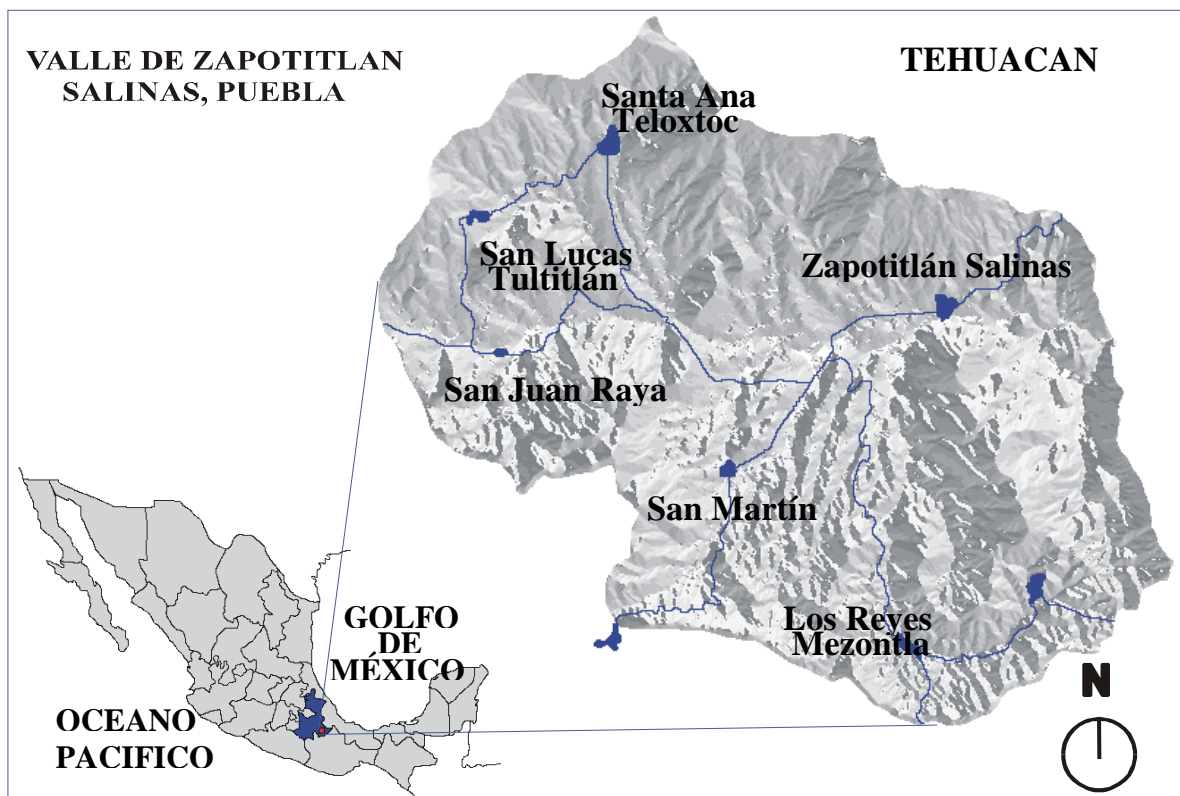 VALLE DE ZAPOTITLAN
SALINAS, PUEBLA
TEHUACAN
Santa Ana
Teloxtoc
San Lucas
Tultitlán
Zapotitlán Salinas
San Juan Raya
San Martín
Los Reyes
Mezontla
GOLFO
DE
MÉXICO
OCEANO
PACIFICO
N